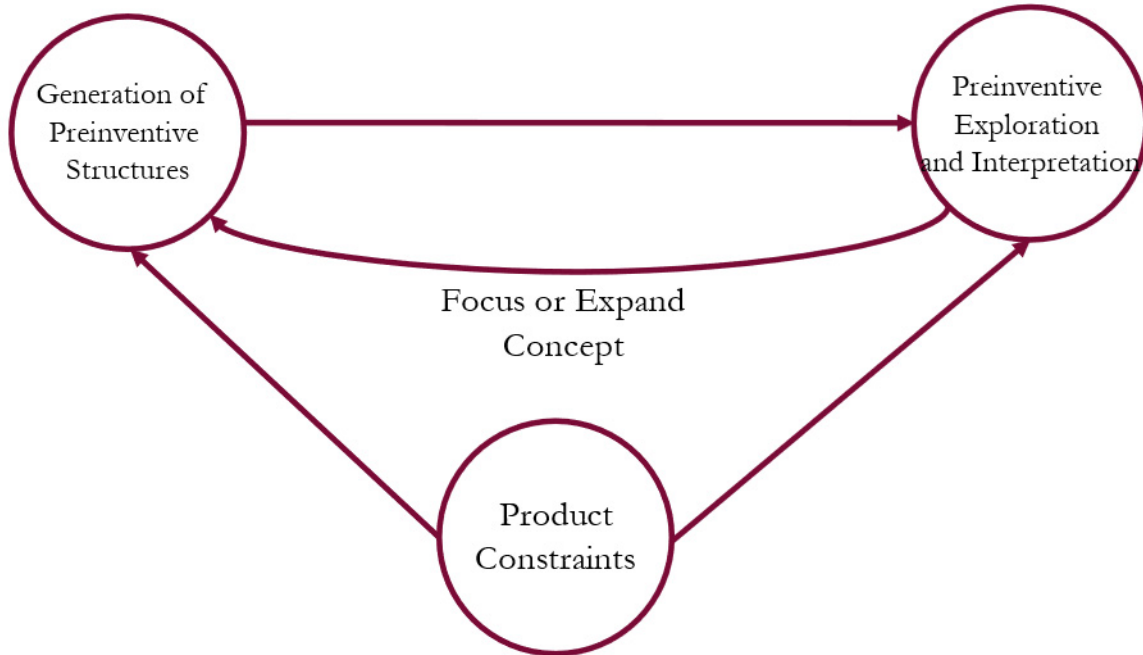 Generation of
Preinventive
Structures
Preinventive
Exploration
and Interpretation
Focus or Expand
Concept
Product
Constraints